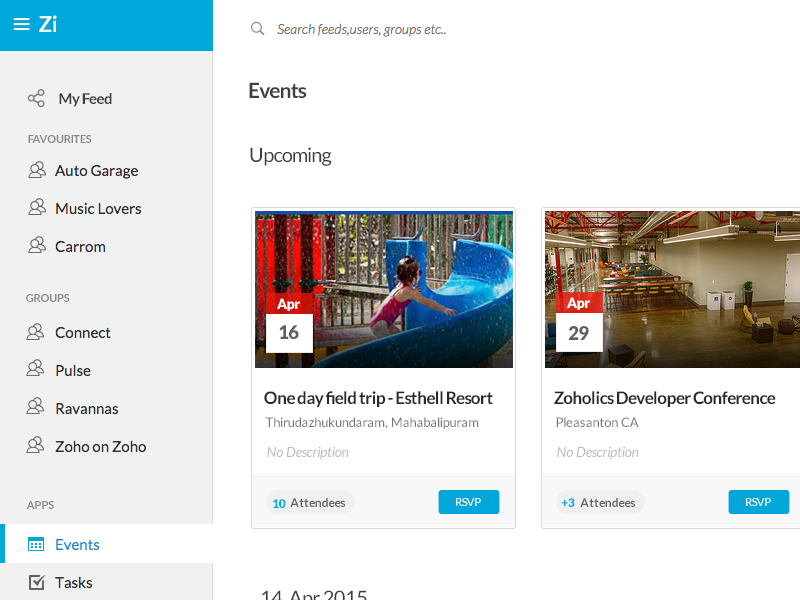 Zi
Search feeds,users, groups etc..
My Feed
FAVOURITES
Auto Garage
Music Lovers
Carrom
GROUPS
Connect
Pulse
Ravannas
Zoho on Zoho
APPS
Events
Tasks
Events
Upcoming
Apr
16
One day field trip - Esthell Resort
Thirudazhukundaram, Mahabalipuram
No Description
10 Attendees
RSVP
Apr
29
Zoholics Developer Conference
Pleasanton CA
No Description
+3 Attendees
RSVP
14 Apr 2015